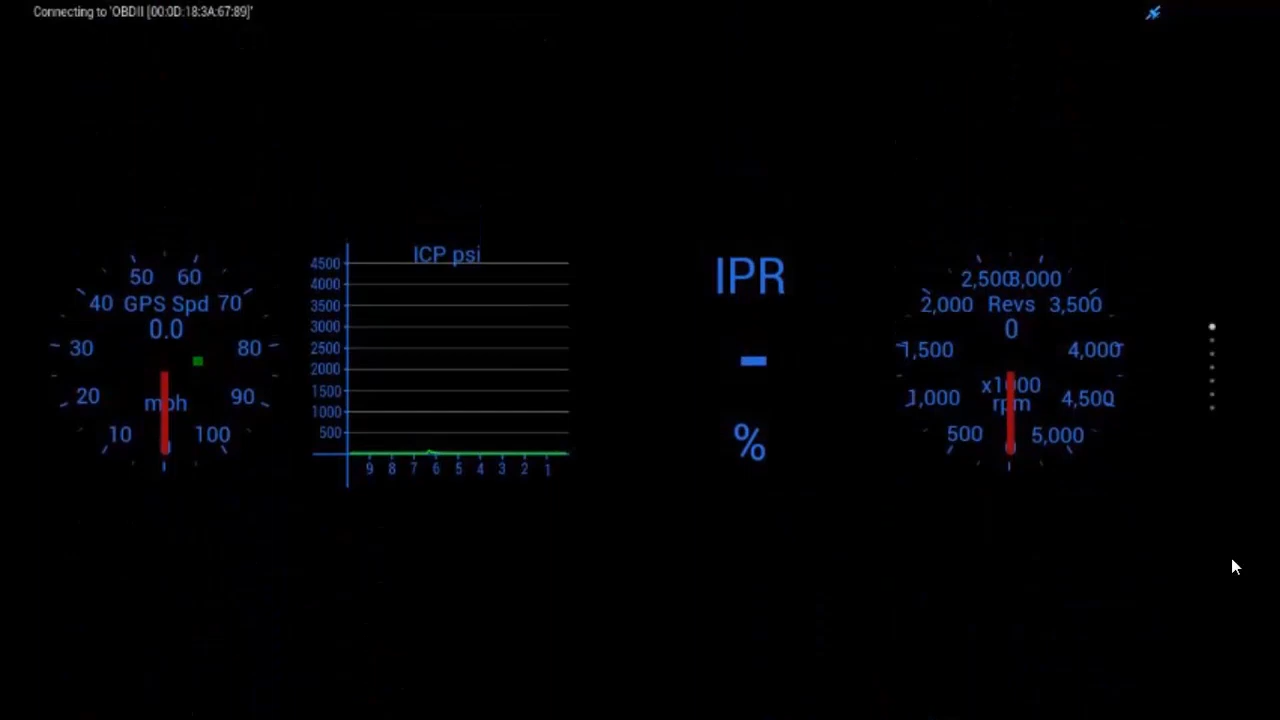 Connecting to 'OBDII [00:0D:18:3A:67:89]'
50 60
40 GPS Spd 70
0.0
30 80
mph
20 90
10 100
0
ICP psi
4500
4000
3500
3000
2500
2000
1500
1000
500
9 8 7 6 5 4 3 2 1
IPR
-
%
2,500 3,000
2,000 Revs 3,500
0
1,500 4,000
x1000
1,000 rpm 4,500
500 5,000
0